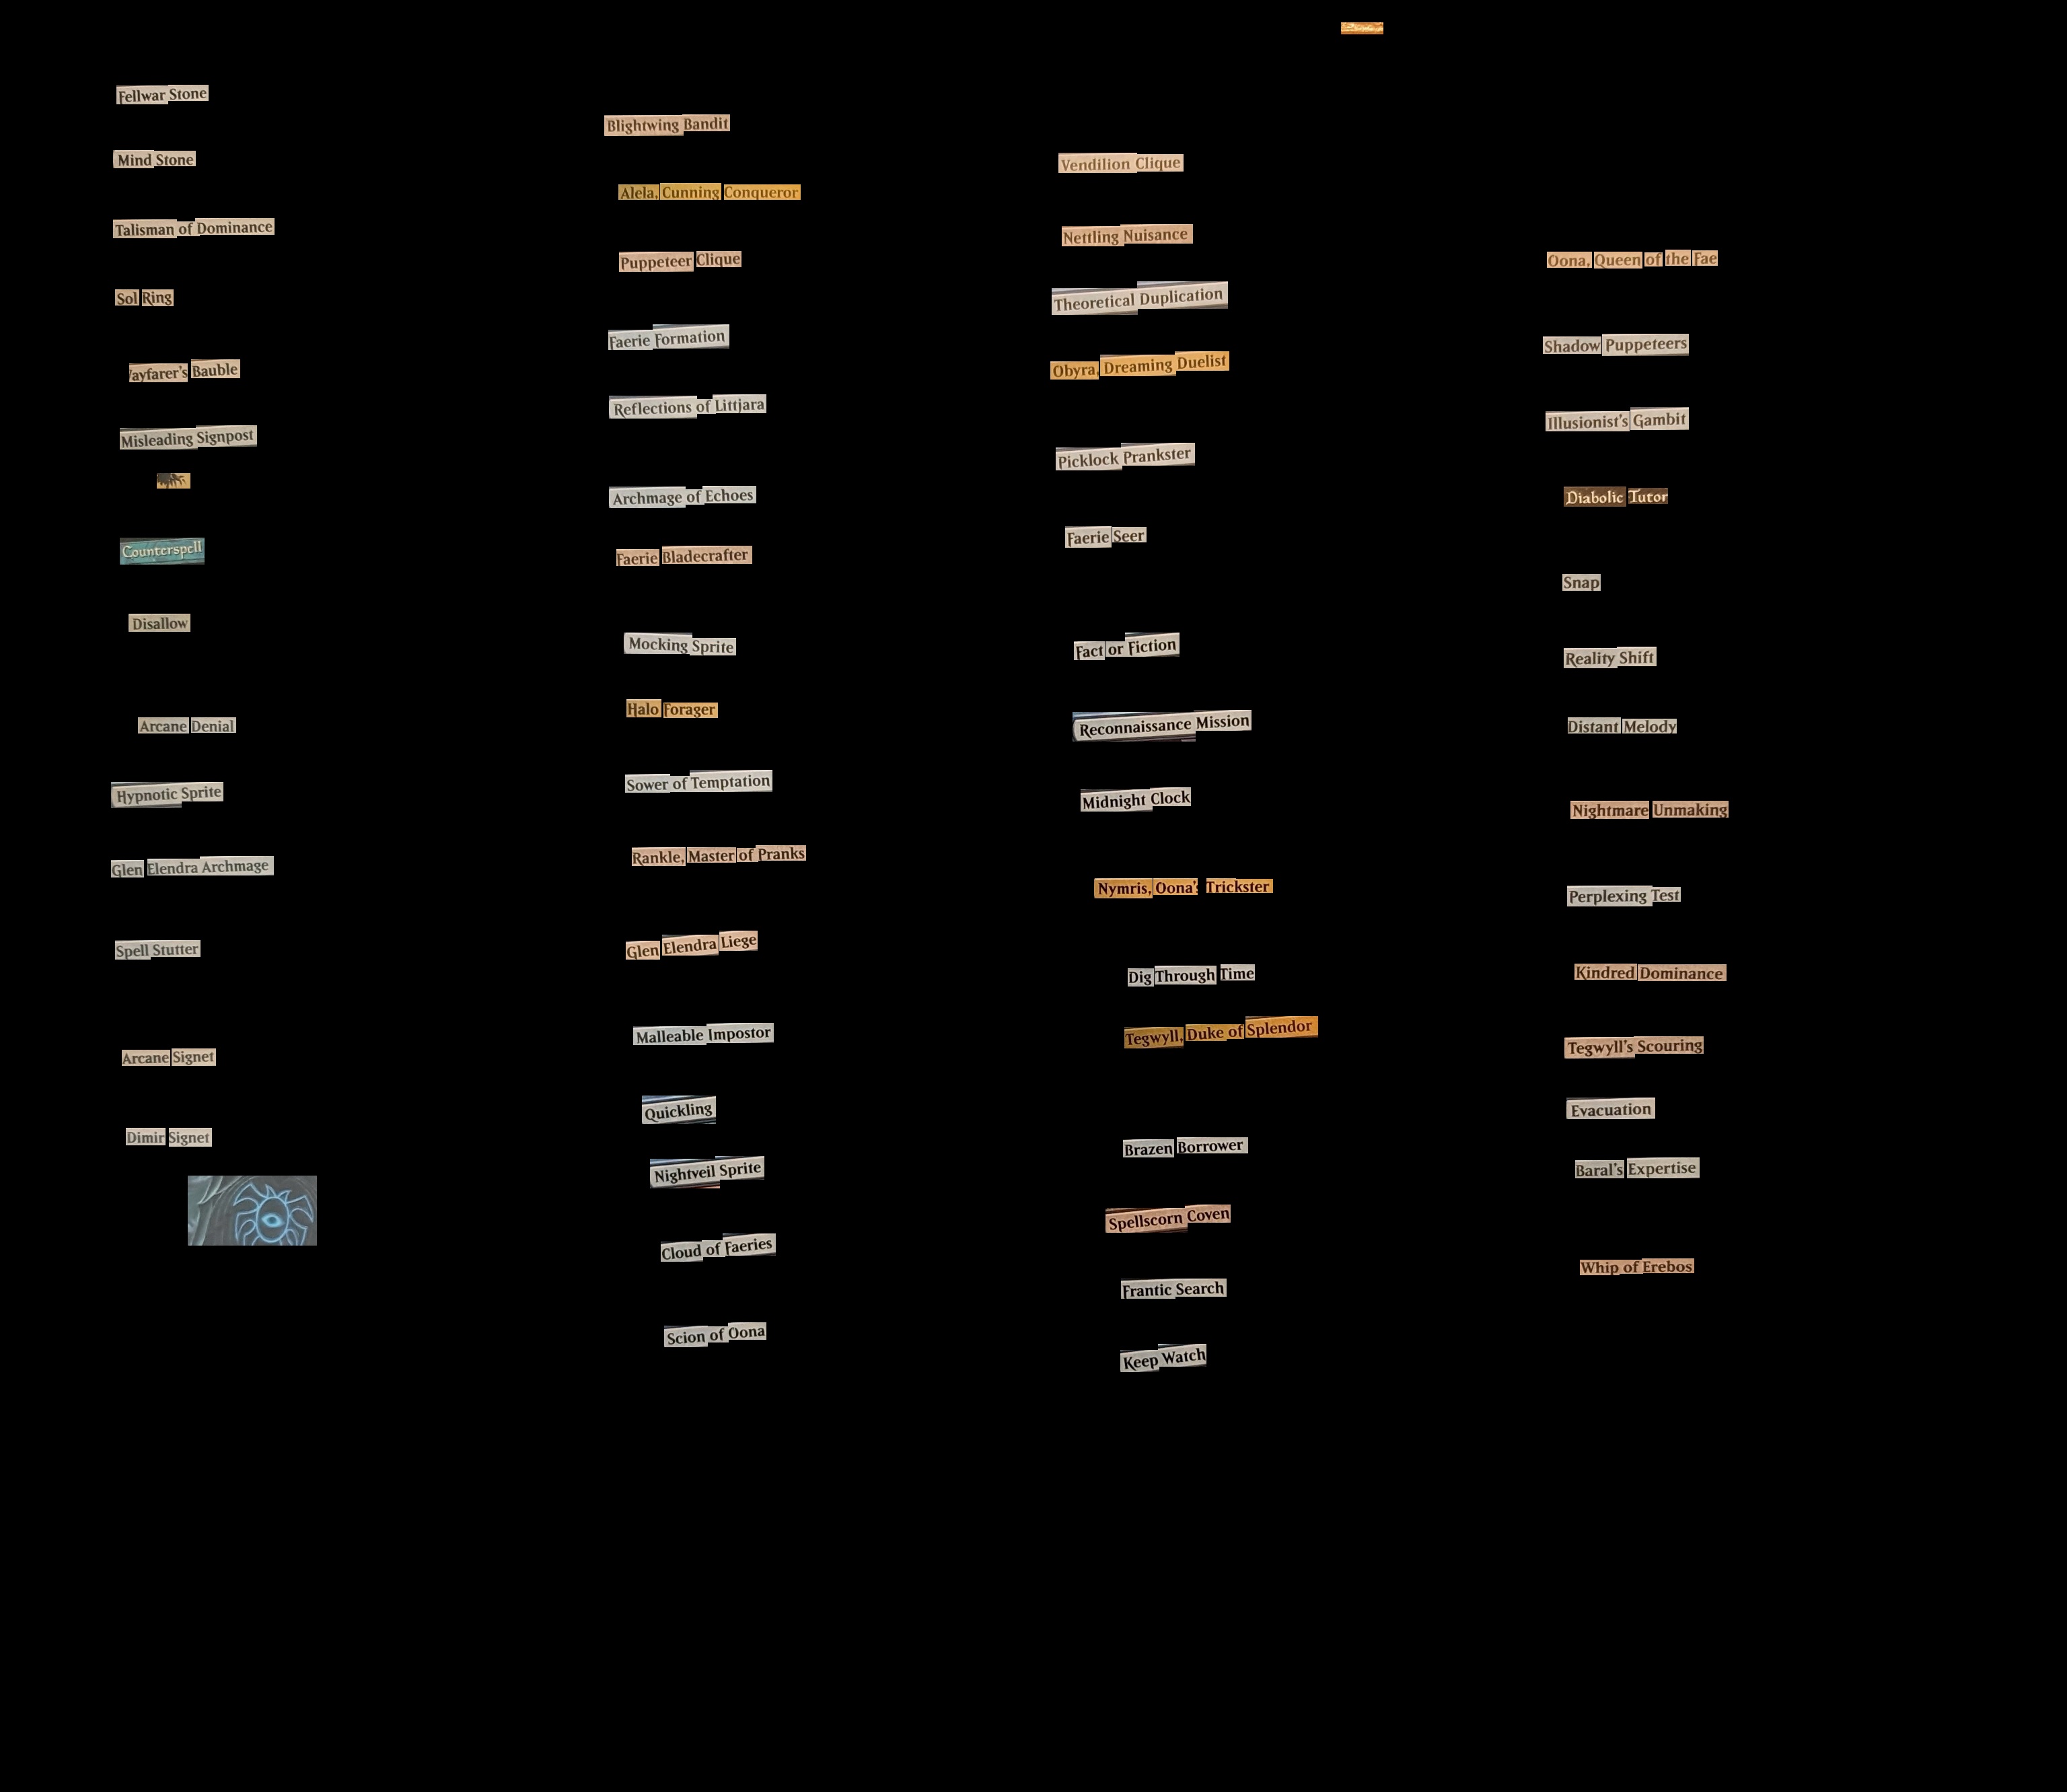 Fellwar Stone
Mind Stone
Talisman of Dominance
Sol Ring
Bauble
Misleading Signpost
Counterspell
Disallow
Arcane Denial
Hypnotic Sprite
Glen Elendra Archmage
Spell Stutter
Arcane Signet
Dimir Signet
Blightwing Bandit
Alela, Cunning Conqueror
Puppeteer Clique
Faerie Formation
Reflections of Littjara
Archmage of Echoes
Faerie Bladecrafter
Mocking Sprite
Halo Forager
Sower of Temptation
Rankle, Master of Pranks
Glen Elendra Liege
Malleable Impostor
Quickling
Nightveil Sprite
Cloud of Faeries
Scion of Oona
Vendilion Clique
Nettling Nuisance
Theoretical Duplication
Obyra, Dreaming Duelist
Picklock Prankster
Faerie Seer
Fact or Fiction
Reconnaissance Mission
Midnight Clock
Nymris, Oona's Trickster
Dig Through Time
Tegwyll, Duke of Splendor
Brazen Borrower
Spellscorn Coven
Frantic Search
Keep Watch
Oona, Queen of the Fae
Shadow Puppeteers
Illusionist's Gambit
Diabolic Tutor
Snap
Reality Shift
Distant Melody
Nightmare Unmaking
Perplexing Test
Kindred Dominance
Tegwyll's Scouring
Evacuation
Baral's Expertise
Whip of Erebos